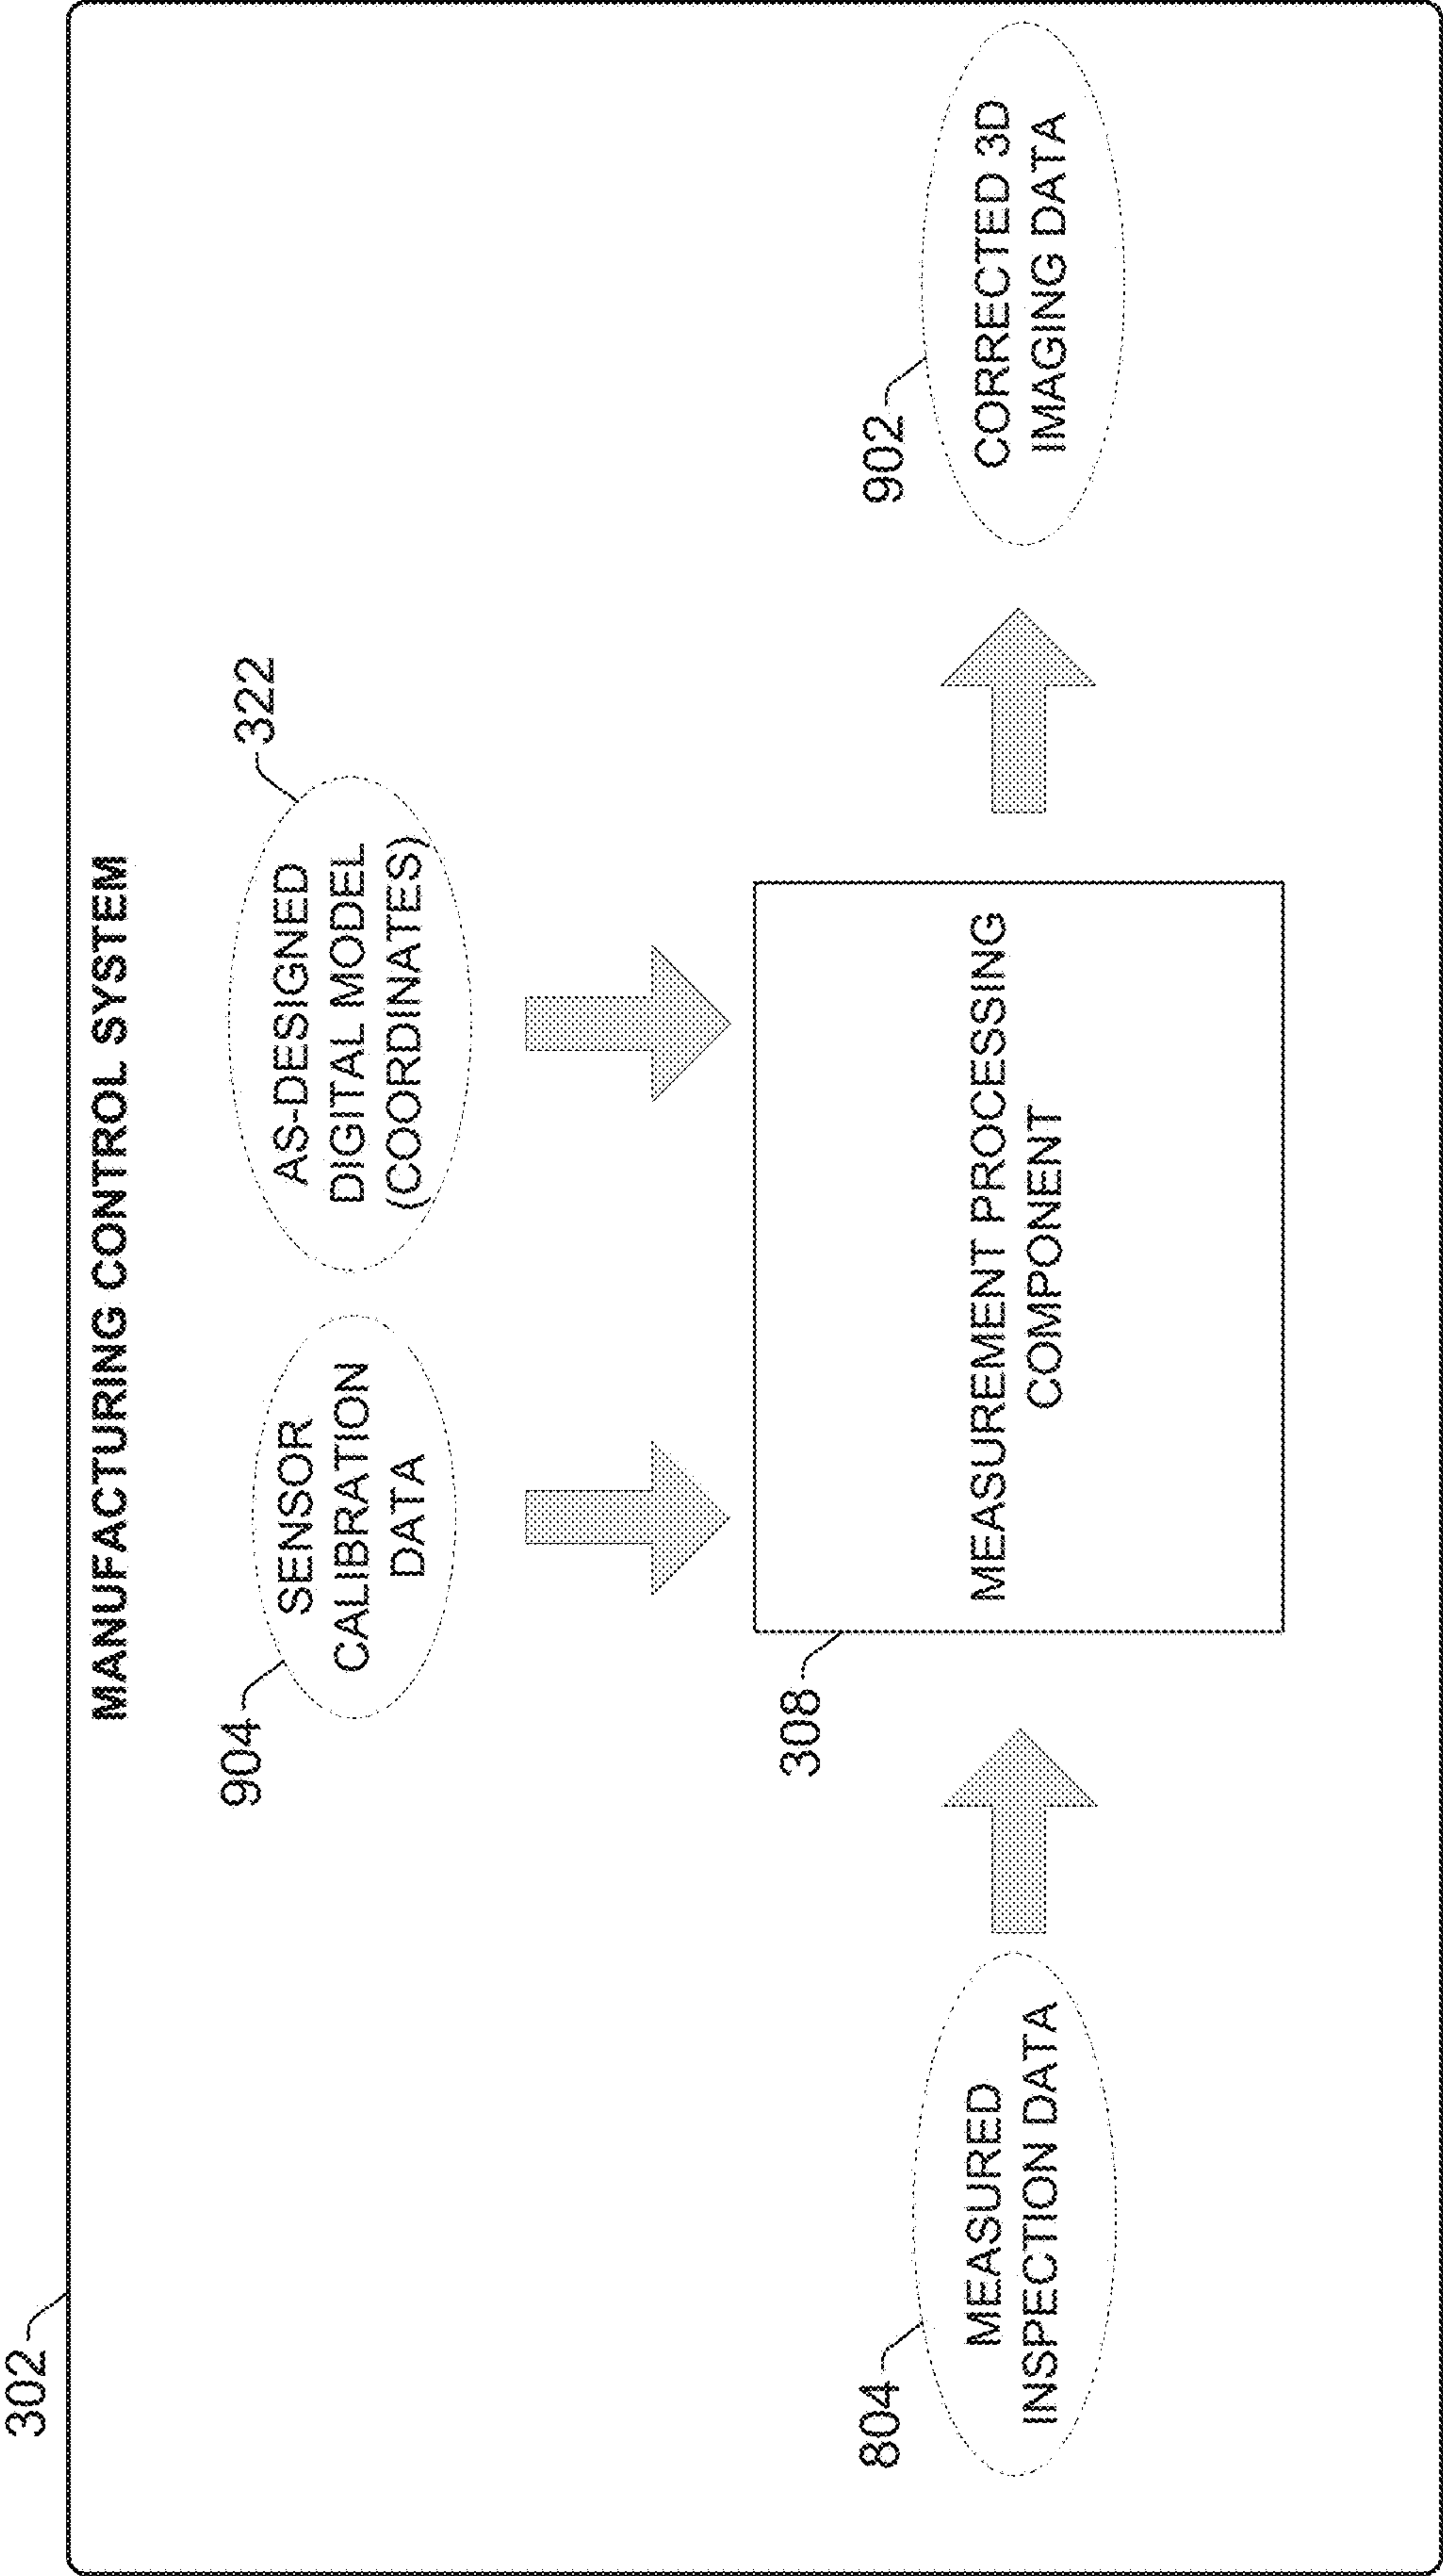 302
MANUFACTURING CONTROL SYSTEM
904
SENSOR
CALIBRATION
DATA
322
AS-DESIGNED
DIGITAL MODEL
(COORDINATES)
804
MEASURED
INSPECTION DATA
308
MEASUREMENT PROCESSING
COMPONENT
902
CORRECTED 3D
IMAGING DATA